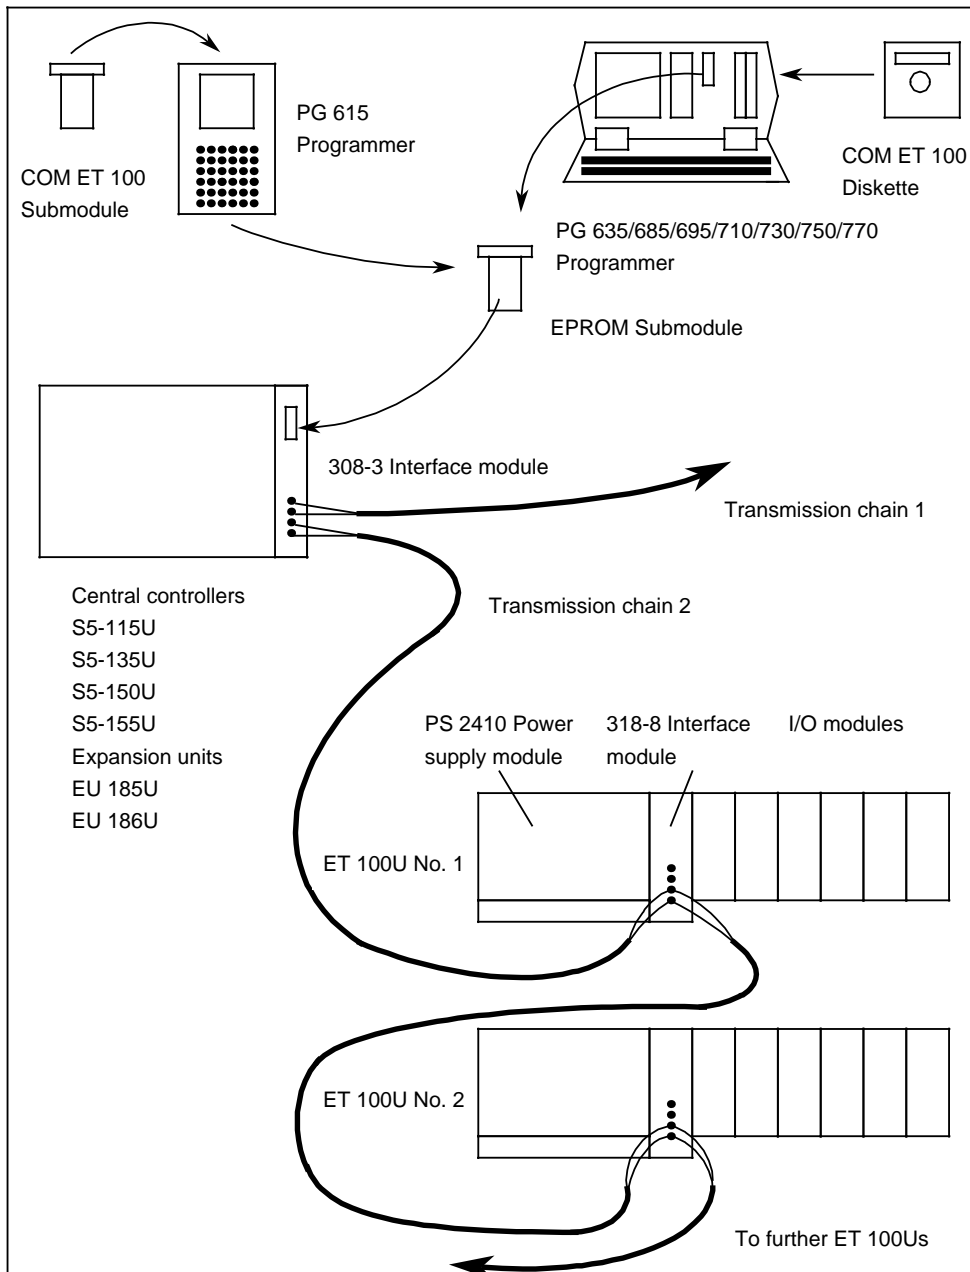 PG 615
Programmer
COM ET 100
Submodule
COM ET 100
Diskette
PG 635/685/695/710/730/750/770
Programmer
EPROM Submodule
308-3 Interface module
Transmission chain 1
Transmission chain 2
Central controllers
S5-115U
S5-135U
S5-150U
S5-155U
Expansion units
EU 185U
EU 186U
PS 2410 Power
supply module
318-8 Interface
module
I/O modules
ET 100U No. 1
ET 100U No. 2
To further ET 100Us